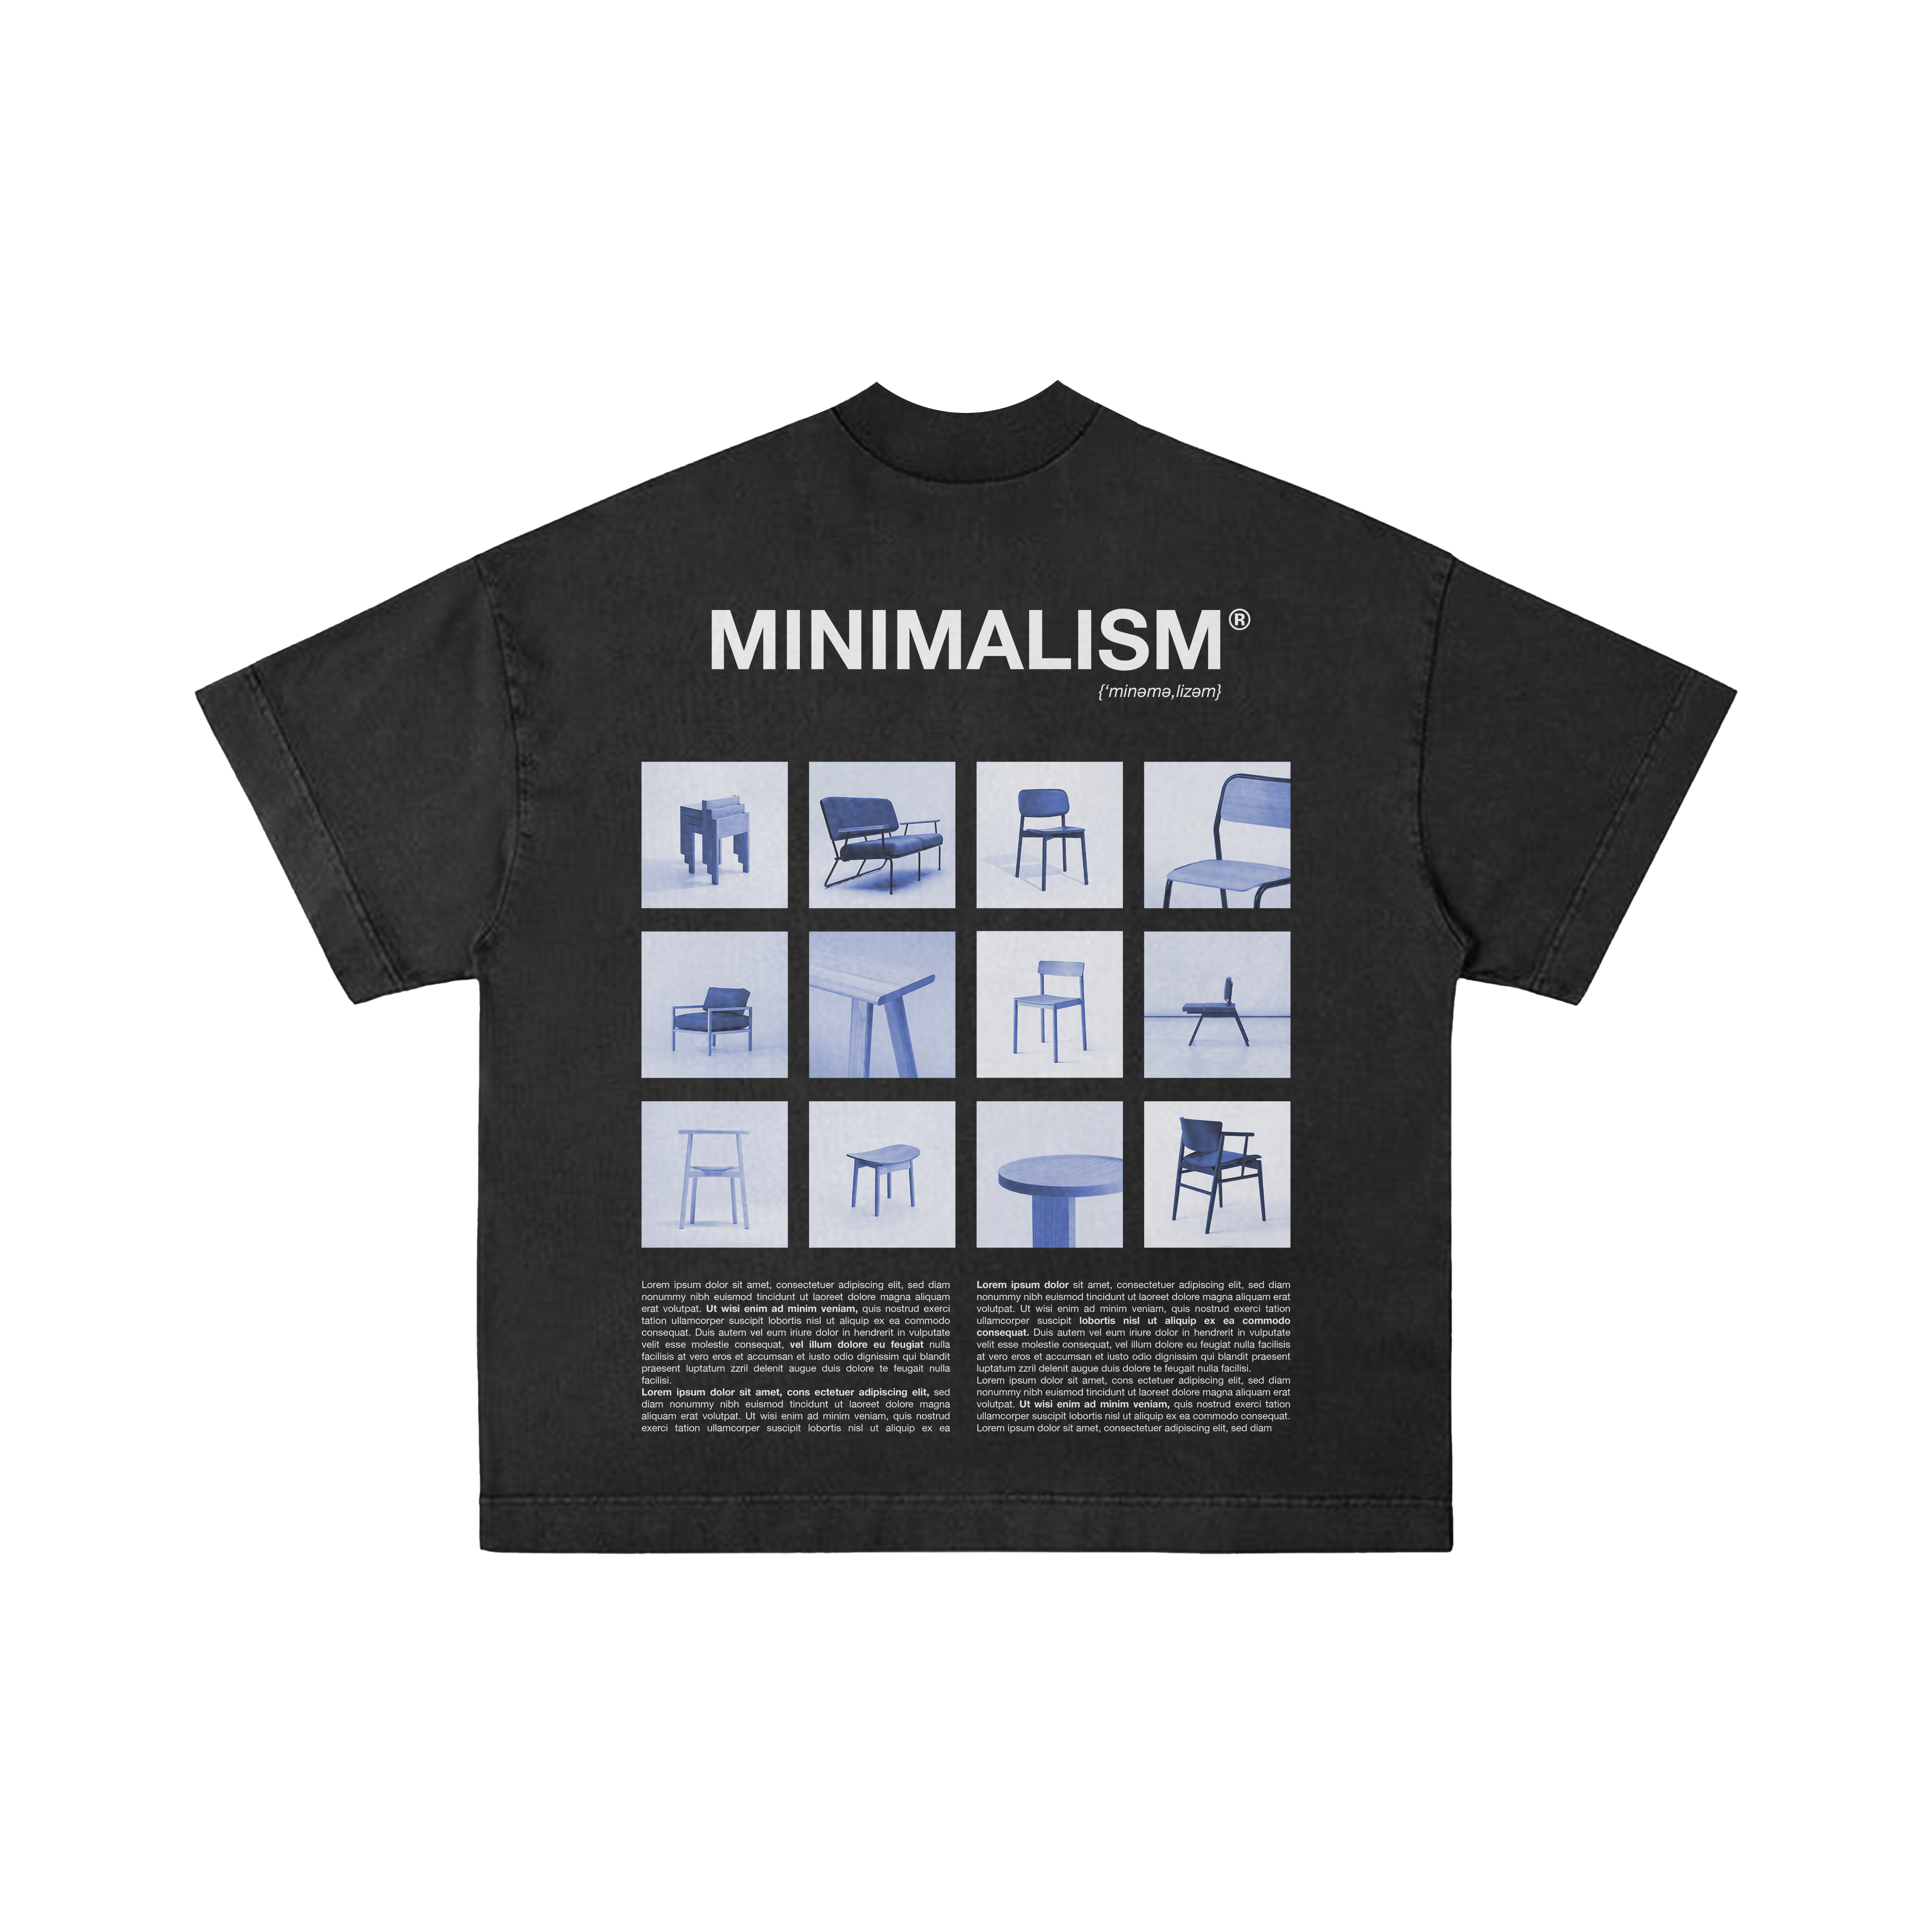 MINIMALISM®
{‘minəmə,lizəm}
Lorem ipsum dolor sit amet, consectetuer adipiscing elit, sed diam
nonummy nibh euismod tincidunt ut laoreet dolore magna aliquam
erat volutpat. Ut wisi enim ad minim veniam, quis nostrud exerci
tation ullamcorper suscipit lobortis nisl ut aliquip ex ea commodo
consequat. Duis autem vel eum iriure dolor in hendrerit in vulputate
velit esse molestie consequat, vel illum dolore eu feugiat nulla
facilisis at vero eros et accumsan et iusto odio dignissim qui blandit
praesent luptatum zzril delenit augue duis dolore te feugait nulla
facilisi.
Lorem ipsum dolor sit amet, cons ectetuer adipiscing elit, sed
diam nonummy nibh euismod tincidunt ut laoreet dolore magna
aliquam erat volutpat. Ut wisi enim ad minim veniam, quis nostrud
exerci tation ullamcorper suscipit lobortis nisl ut aliquip ex ea
Lorem ipsum dolor sit amet, consectetuer adipiscing elit, sed diam
nonummy nibh euismod tincidunt ut laoreet dolore magna aliquam erat
volutpat. Ut wisi enim ad minim veniam, quis nostrud exerci tation
ullamcorper suscipit lobortis nisl ut aliquip ex ea commodo
consequat. Duis autem vel eum iriure dolor in hendrerit in vulputate
velit esse molestie consequat, vel illum dolore eu feugiat nulla facilisis
at vero eros et accumsan et iusto odio dignissim qui blandit praesent
luptatum zzril delenit augue duis dolore te feugait nulla facilisi.
Lorem ipsum dolor sit amet, cons ectetuer adipiscing elit, sed diam
nonummy nibh euismod tincidunt ut laoreet dolore magna aliquam erat
volutpat. Ut wisi enim ad minim veniam, quis nostrud exerci tation
ullamcorper suscipit lobortis nisl ut aliquip ex ea commodo consequat.
Lorem ipsum dolor sit amet, consectetuer adipiscing elit, sed diam